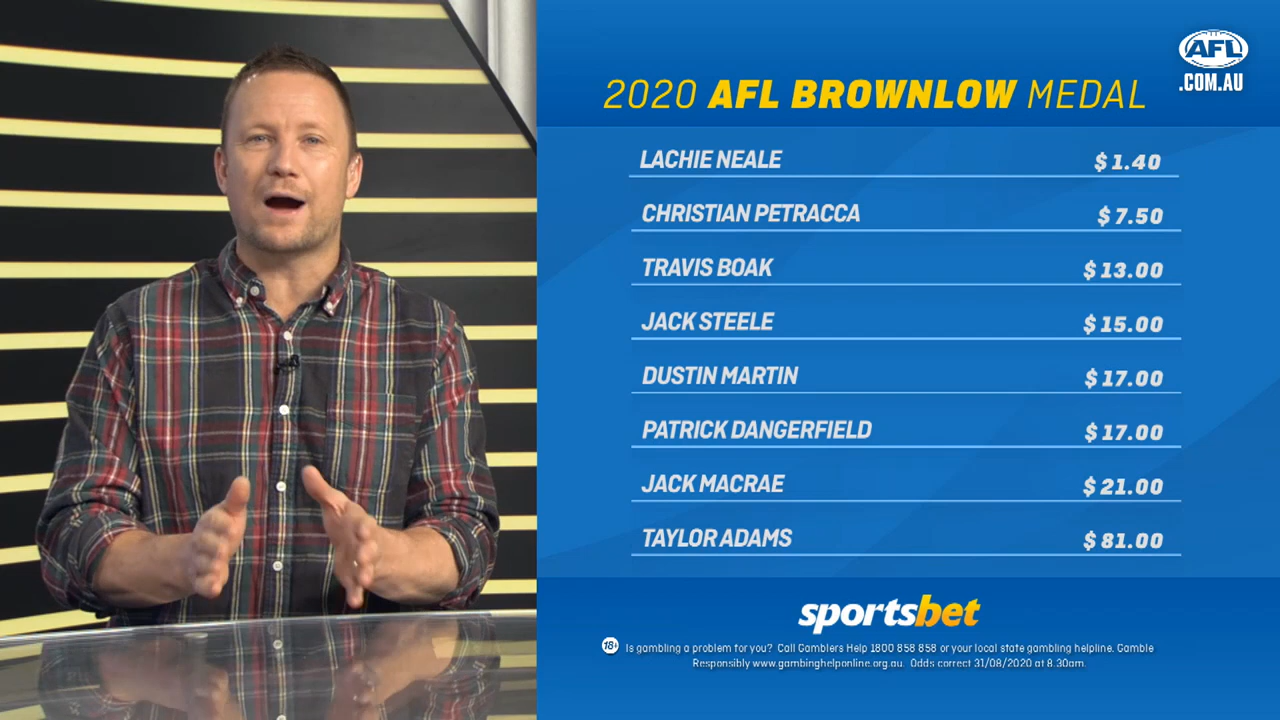 AFL
.COM.AU
2020 AFL BROWNLOW MEDAL
LACHIE NEALE $1.40
CHRISTIAN PETRACCA $7.50
TRAVIS BOAK $13.00
JACK STEELE $15.00
DUSTIN MARTIN $17.00
PATRICK DANGERFIELD $17.00
JACK MACRAE $21.00
TAYLOR ADAMS $81.00
sportsbet
18+ Is gambling a problem for you? Call Gamblers Help 1800 858 858 or your local state gambling helpline. Gamble
Responsibly www.gambinghelponline.org.au. Odds correct 31/08/2020 at 8.30am.